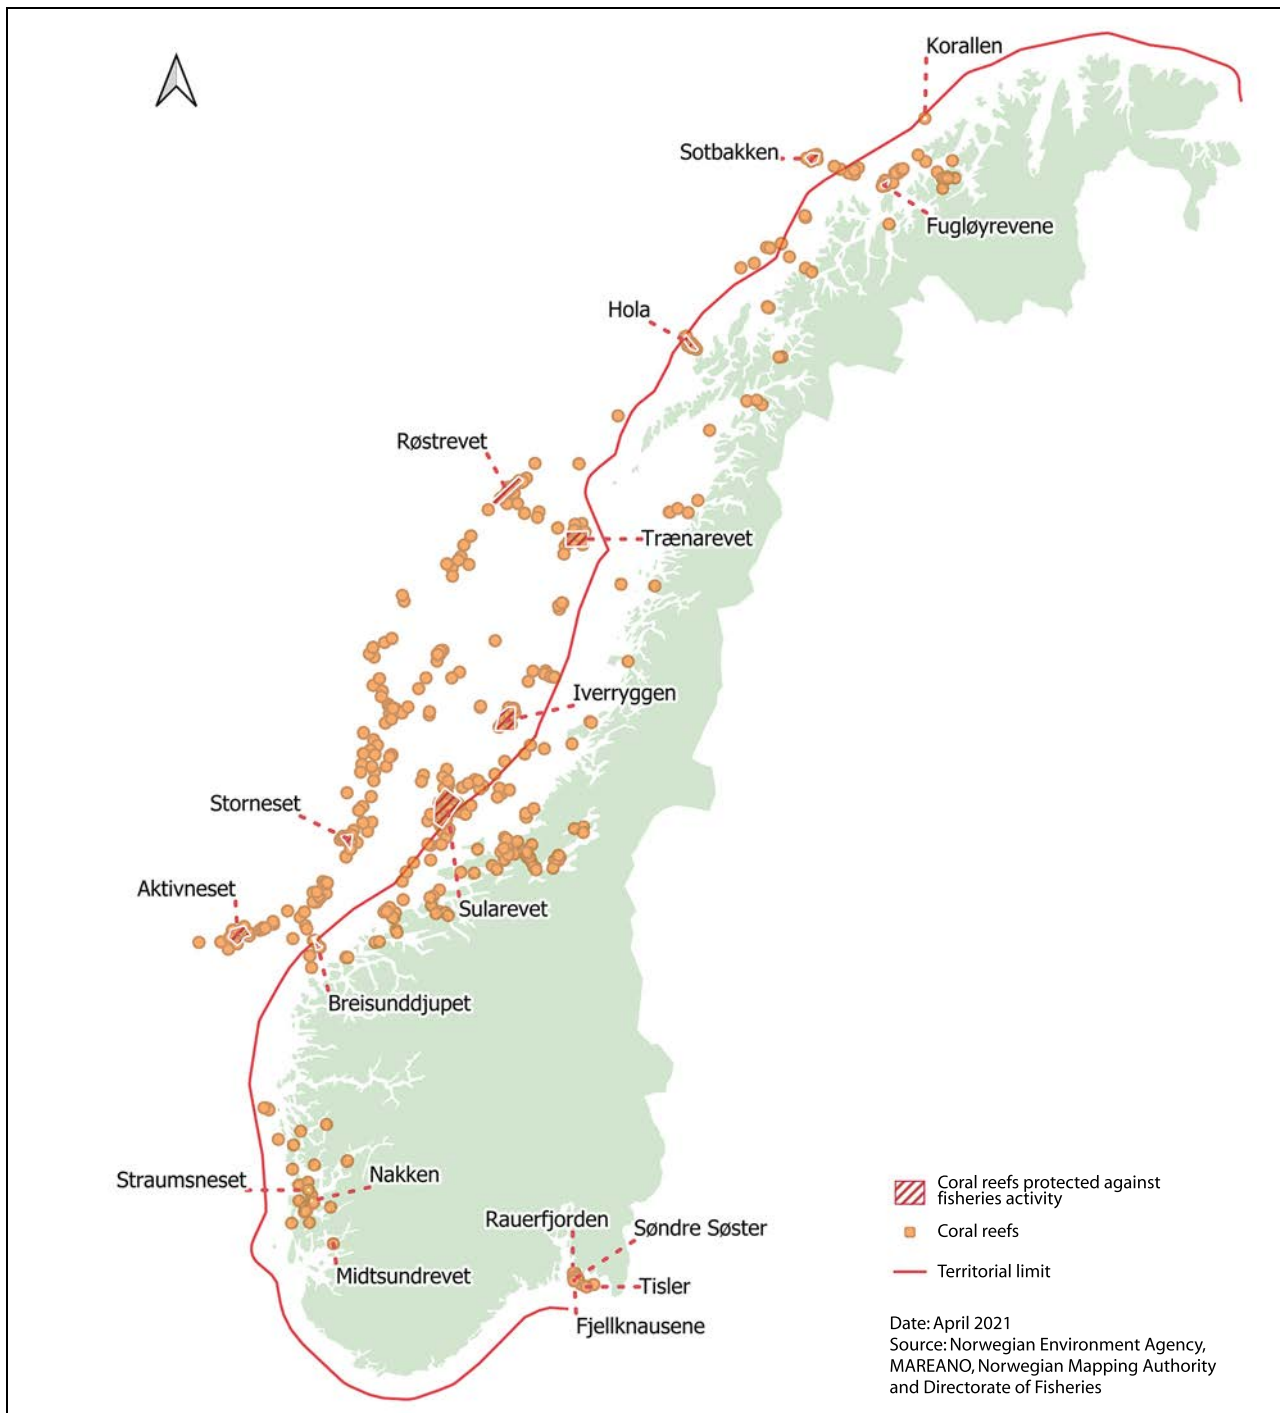 Korallen
Sotbakken
Fugløyrevene
Hola
Røstrevet
Trænarevet
Iverryggen
Storneset
Aktivneset
Sularevet
Breisunddjupet
Straumsneset
Nakken
Rauerfjorden
Søndre Søster
Midtsundrevet
Tisler
Fjellknausene
Coral reefs protected against
fisheries activity
Coral reefs
Territorial limit
Date: April 2021
Source: Norwegian Environment Agency,
MAREANO, Norwegian Mapping Authority
and Directorate of Fisheries